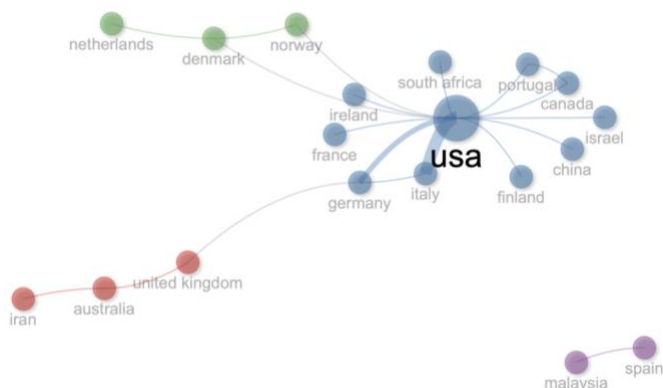 netherlands
denmark
norway
south africa
portugal
canada
ireland
israel
france
usa
china
germany
italy
finland
united kingdom
australia
iran
malaysia
spain